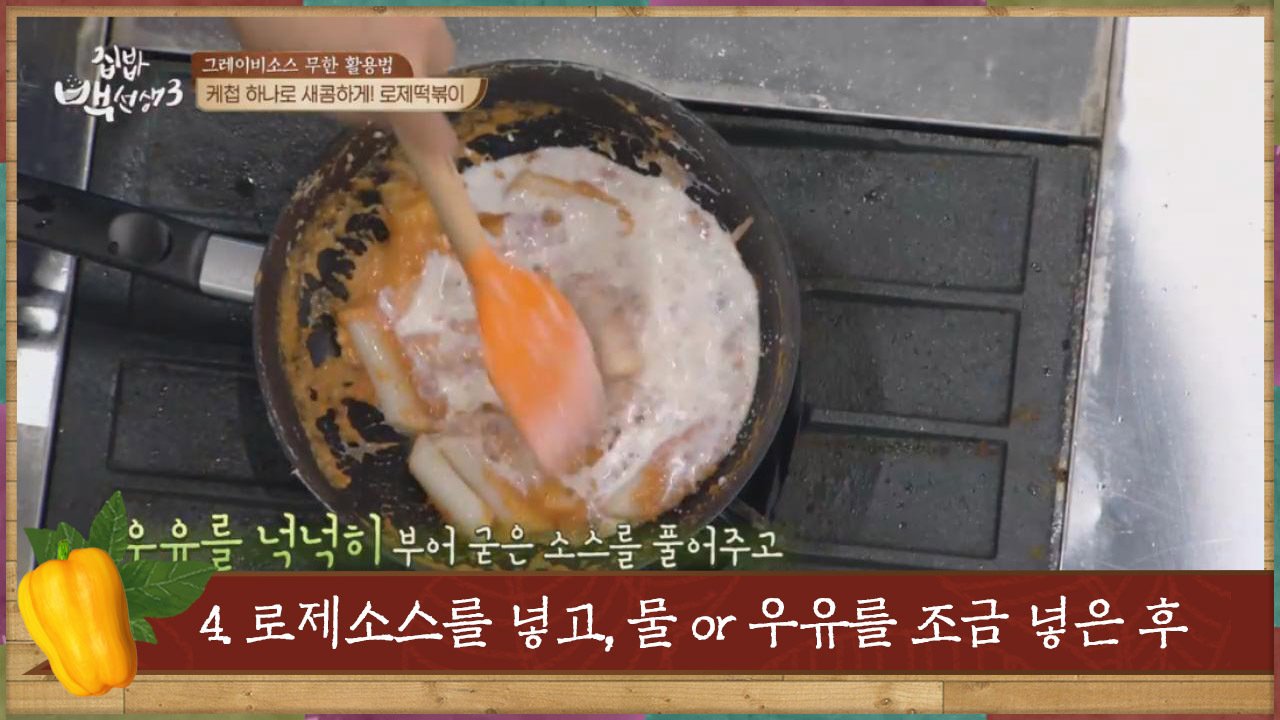 집밥
백선생3
그레이비소스 무한 활용법
케첩 하나로 새콤하게! 로제떡볶이
우유를 넉넉히 부어 굳은 소스를 풀어주고
4. 로제소스를 넣고, 물 or 우유를 조금 넣은 후